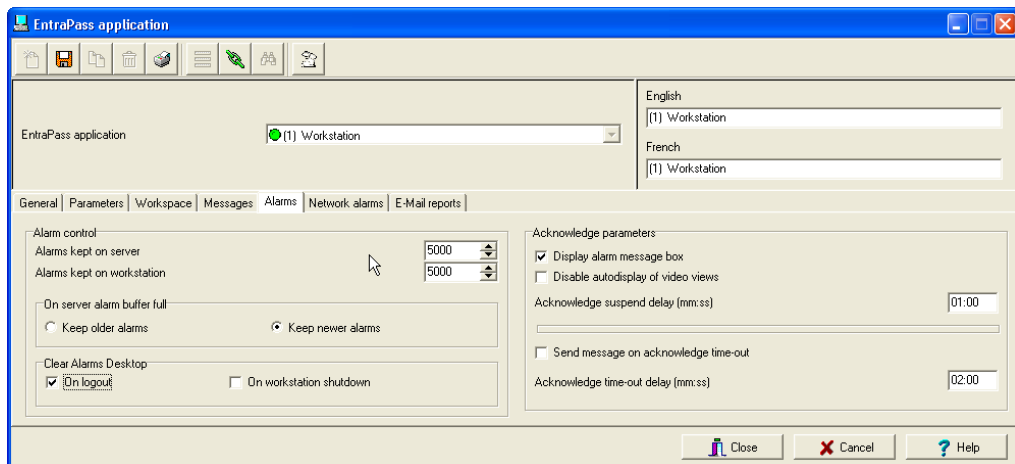 EntraPass application
English
(1) Workstation
EntraPass application
(1) Workstation
French
(1) Workstation
General Parameters Workspace Messages Alarms Network alarms E-Mail reports
Alarm control
Alarms kept on server 5000
Alarms kept on workstation 5000
On server alarm buffer full
Keep older alarms Keep newer alarms
Clear Alarms Desktop
On logout On workstation shutdown
Acknowledge parameters
Display alarm message box
Disable autodisplay of video views
Acknowledge suspend delay (mm:ss) 01:00
Send message on acknowledge time-out
Acknowledge time-out delay (mm:ss) 02:00
Close Cancel Help